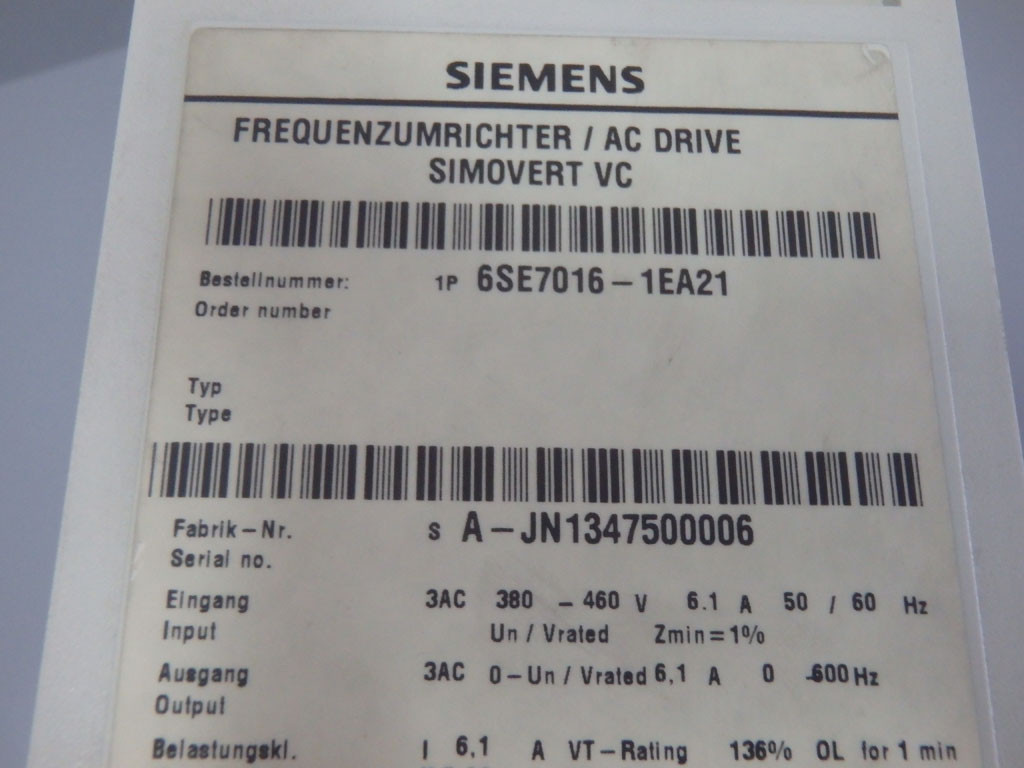 SIEMENS
FREQUENZUMRICHTER / AC DRIVE
SIMOVERT VC
Bestellnummer: 1P 6SE7016-1EA21
Order number
Typ
Type
Fabrik-Nr. S A-JN1347500006
Serial no.
Eingang 3AC 380 - 460 V 6.1 A 50 / 60 Hz
Input Un / Vrated Zmin=1%
Ausgang 3AC 0-Un / Vrated 6,1 A 0 -600 Hz
Output
Belastungskl. I 6.1 A VT-Rating 136% OL for 1 min